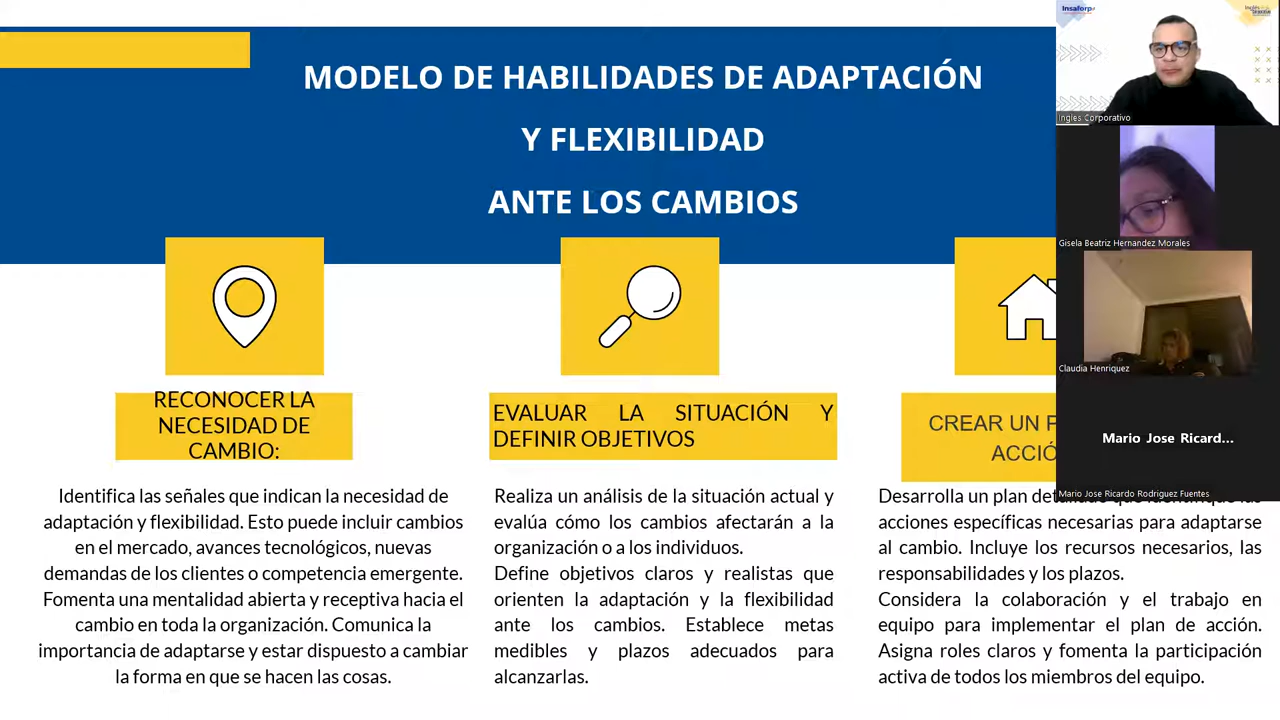 MODELO DE HABILIDADES DE ADAPTACIÓN
Y FLEXIBILIDAD
ANTE LOS CAMBIOS
RECONOCER LA
NECESIDAD DE
CAMBIO:
Identifica las señales que indican la necesidad de
adaptación y flexibilidad. Esto puede incluir cambios
en el mercado, avances tecnológicos, nuevas
demandas de los clientes o competencia emergente.
Fomenta una mentalidad abierta y receptiva hacia el
cambio en toda la organización. Comunica la
importancia de adaptarse y estar dispuesto a cambiar
la forma en que se hacen las cosas.
EVALUAR LA SITUACIÓN Y
DEFINIR OBJETIVOS
Realiza un análisis de la situación actual y
evalúa cómo los cambios afectarán a la
organización o a los individuos.
Define objetivos claros y realistas que
orienten la adaptación y la flexibilidad
ante los cambios. Establece metas
medibles y plazos adecuados para
alcanzarlas.
CREAR UN P
ACCIÓ
Desarrolla un plan detallado que identifique las
acciones específicas necesarias para adaptarse
al cambio. Incluye los recursos necesarios, las
responsabilidades y los plazos.
Considera la colaboración y el trabajo en
equipo para implementar el plan de acción.
Asigna roles claros y fomenta la participación
activa de todos los miembros del equipo.
Insaforp
Ingles Corporativo
Gisela Beatriz Hernandez Morales
Claudia Henriquez
Mario Jose Ricard...
Mario Jose Ricardo Rodriguez Fuentes